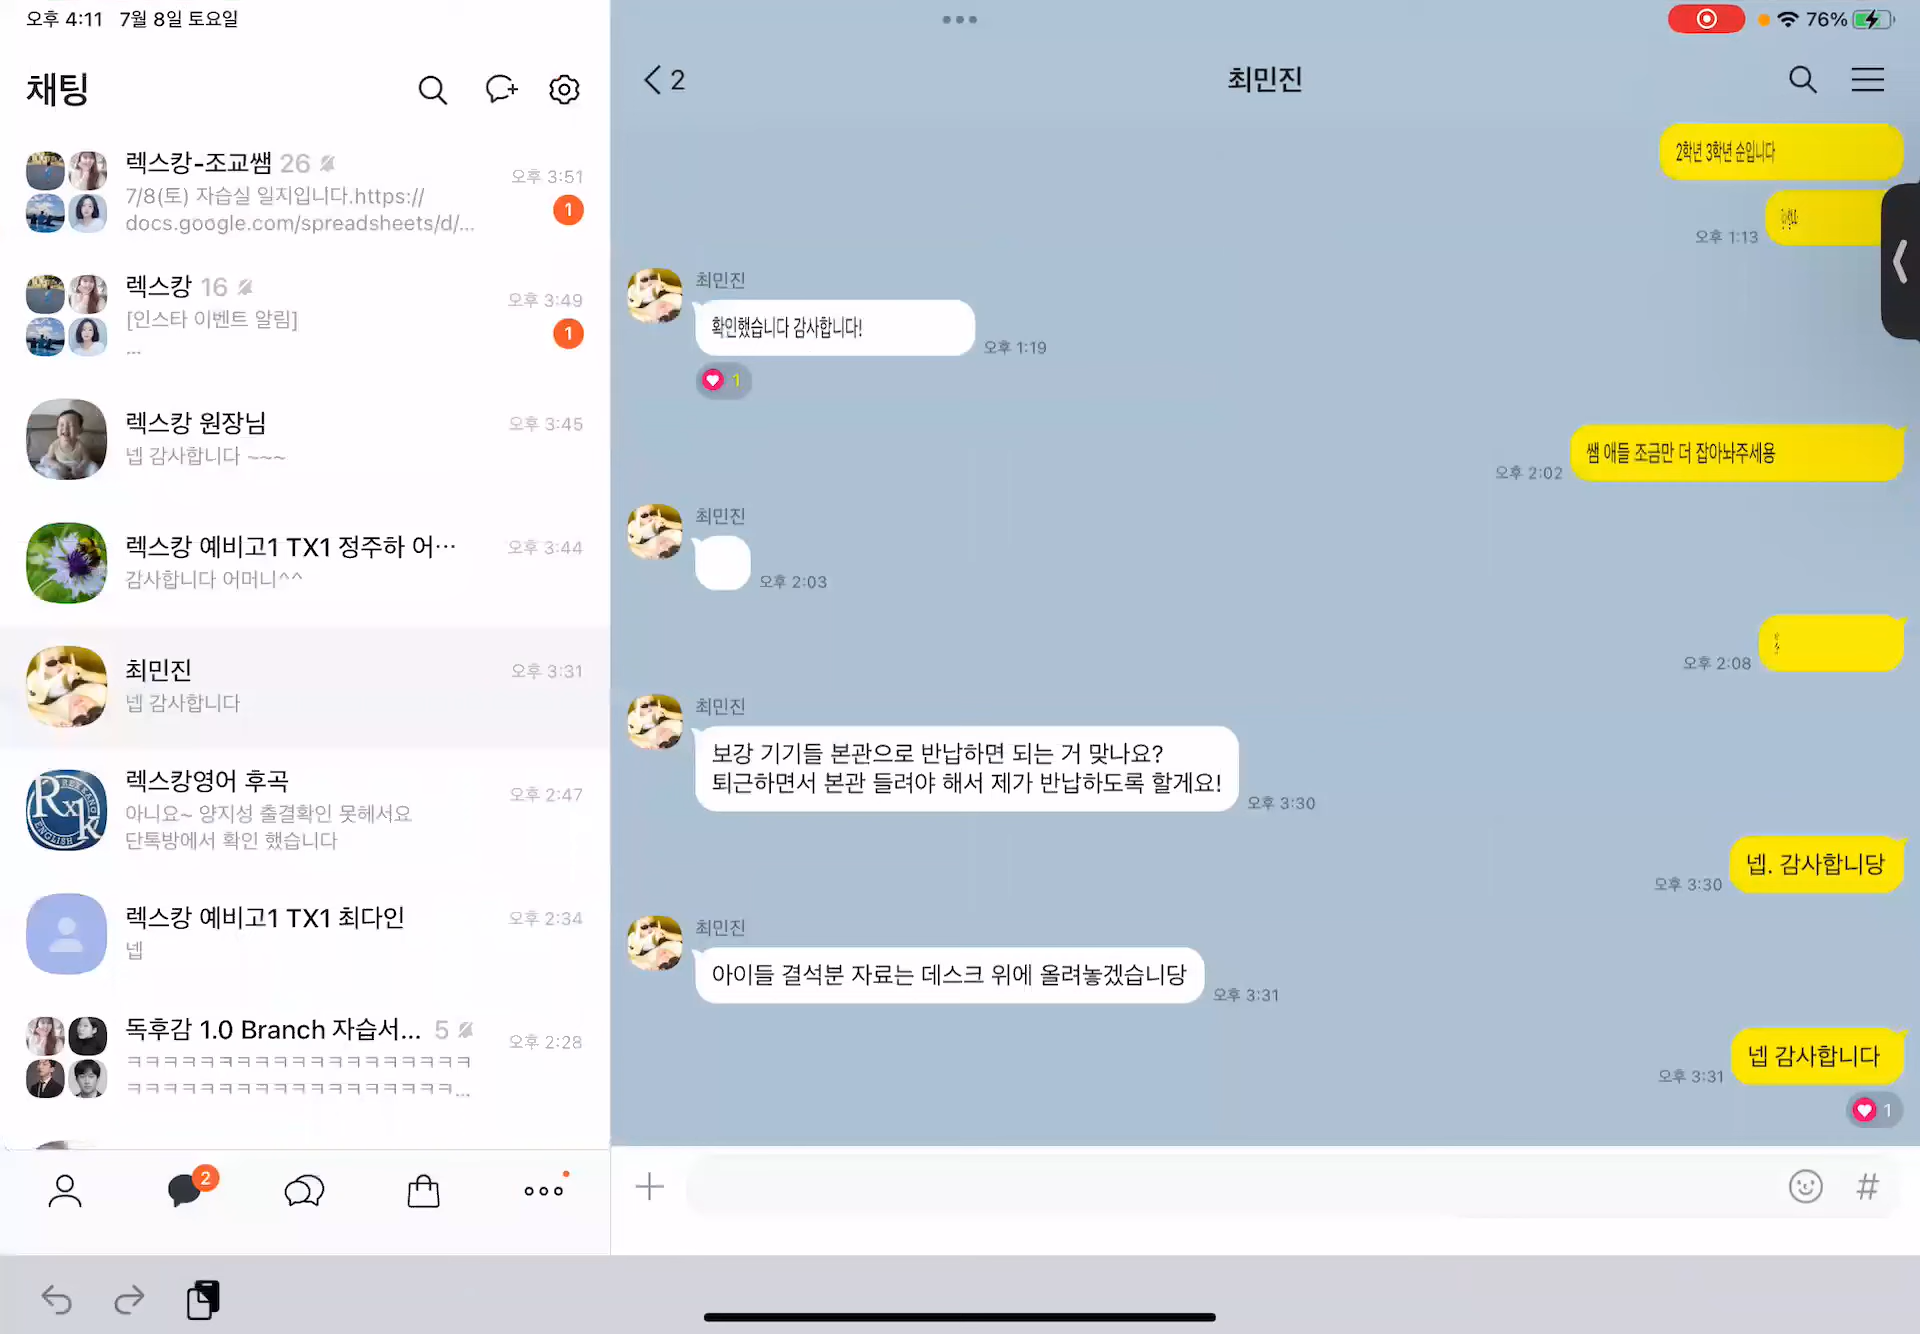 오후 4:11 7월 8일 토요일
76%
채팅
렉스캉-조교쌤 26
오후 3:51
7/8(토) 자습실 일지입니다.https://
docs.google.com/spreadsheets/d/...
1
렉스캉 16
오후 3:49
[인스타 이벤트 알림]
...
1
렉스캉 원장님
오후 3:45
넵 감사합니다 ~~~
렉스캉 예비고1 TX1 정주하 어…
오후 3:44
감사합니다 어머니^^
최민진
오후 3:31
넵 감사합니다
REKKANG
RxK
ENGLISH
렉스캉영어 후곡
오후 2:47
아니요~ 양지성 출결확인 못헤서요
단톡방에서 확인 했습니다
렉스캉 예비고1 TX1 최다인
오후 2:34
넵
독후감 1.0 Branch 자습서... 5
오후 2:28
ㅋㅋㅋㅋㅋㅋㅋㅋㅋㅋㅋㅋㅋㅋㅋㅋㅋㅋㅋ
ㅋㅋㅋㅋㅋㅋㅋㅋㅋㅋㅋㅋㅋㅋㅋㅋㅋㅋ...
2
2
최민진
2학년 3학년 순입니다
오후 1:13
최민진
확인했습니다 감사합니다!
오후 1:19
1
쌤 애들 조금만 더 잡아놔주세용
오후 2:02
최민진
오후 2:03
오후 2:08
최민진
보강 기기들 본관으로 반납하면 되는 거 맞나요?
퇴근하면서 본관 들려야 해서 제가 반납하도록 할게요!
오후 3:30
넵. 감사합니당
오후 3:30
최민진
아이들 결석분 자료는 데스크 위에 올려놓겠습니당
오후 3:31
넵 감사합니다
오후 3:31
1
#